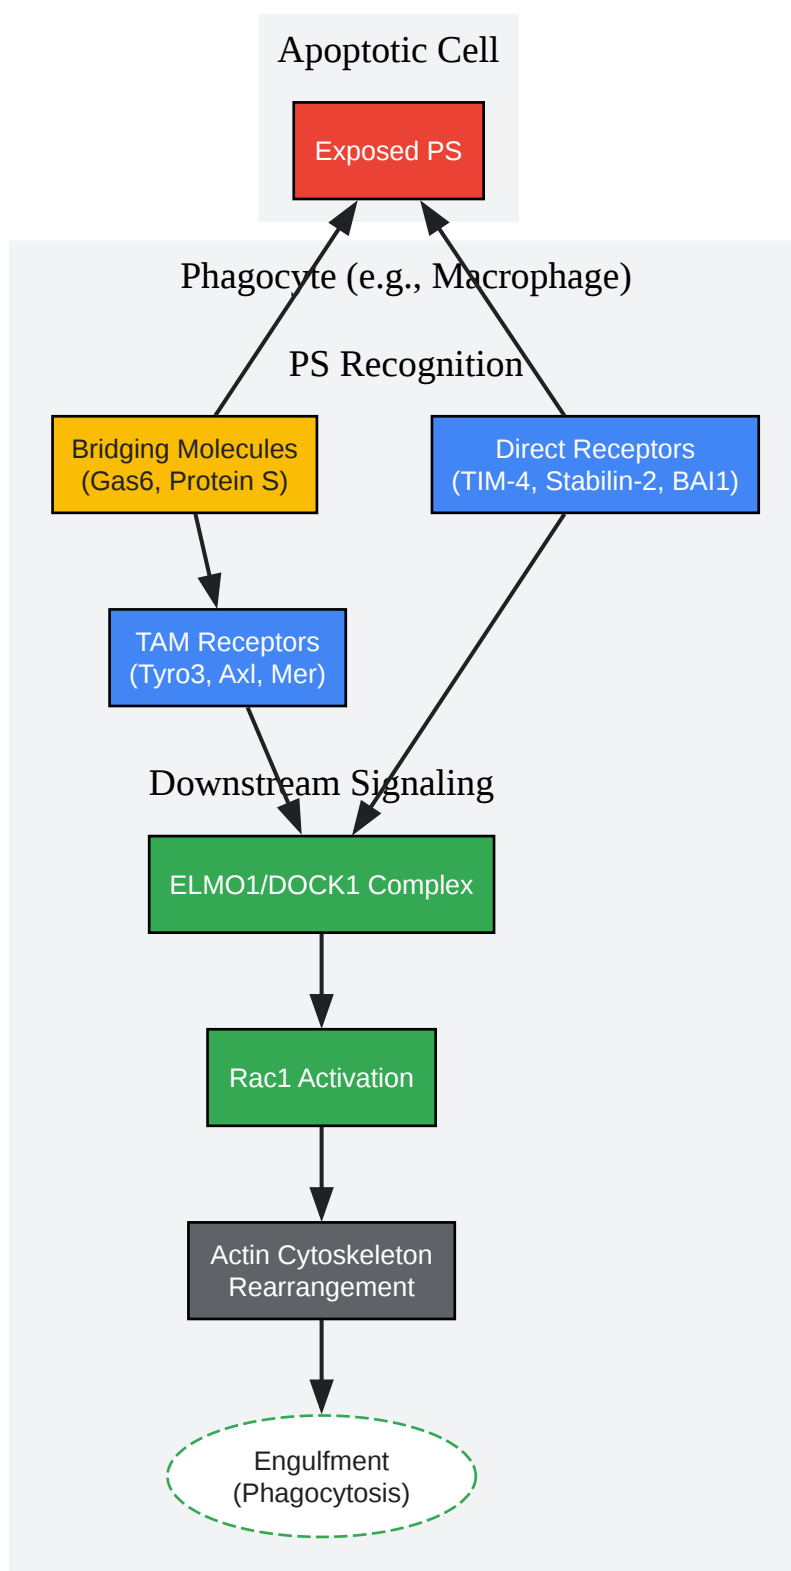 Apoptotic Cell
Exposed PS
Phagocyte (e.g., Macrophage)
PS Recognition
Bridging Molecules
(Gas6, Protein S)
Direct Receptors
(TIM-4, Stabilin-2, BAI1)
TAM Receptors
(Tyro3, Axl, Mer)
Downstream Signaling
ELMO1/DOCK1 Complex
Rac1 Activation
Actin Cytoskeleton
Rearrangement
Engulfment
(Phagocytosis)